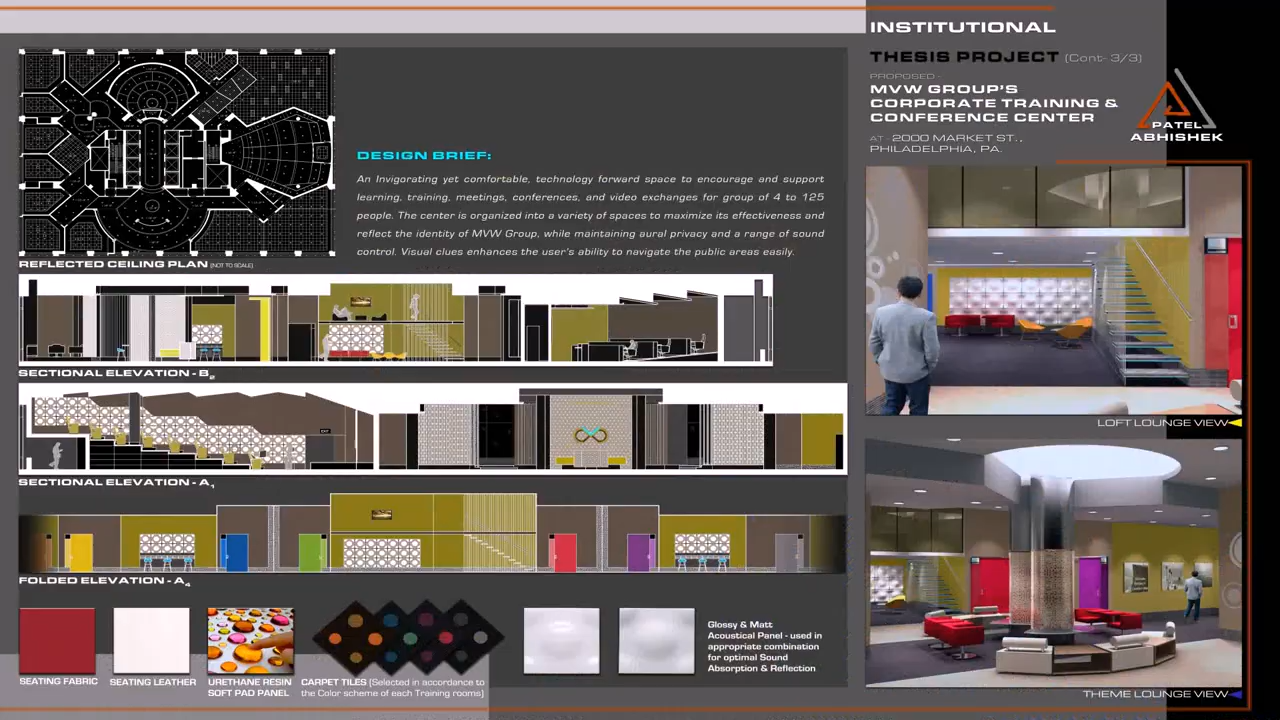 INSTITUTIONAL
THESIS PROJECT (Cont- 3/3)
PROPOSED -
MVW GROUP'S
CORPORATE TRAINING &
CONFERENCE CENTER
AT - 2000 MARKET ST.,
PHILADELPHIA, PA.
PATEL
ABHISHEK
DESIGN BRIEF:
An Invigorating yet comfortable, technology forward space to encourage and support
learning, training, meetings, conferences, and video exchanges for group of 4 to 125
people. The center is organized into a variety of spaces to maximize its effectiveness and
reflect the identity of MVW Group, while maintaining aural privacy and a range of sound
control. Visual clues enhances the user's ability to navigate the public areas easily.
REFLECTED CEILING PLAN (NOT TO SCALE)
SECTIONAL ELEVATION - B2
EXIT
SECTIONAL ELEVATION - A1
FOLDED ELEVATION - A4
LOFT LOUNGE VIEW
THEME LOUNGE VIEW
SEATING FABRIC
SEATING LEATHER
URETHANE RESIN
SOFT PAD PANEL
CARPET TILES (Selected in accordance to
the Color scheme of each Training rooms)
Glossy & Matt
Acoustical Panel - used in
appropriate combination
for optimal Sound
Absorption & Reflection